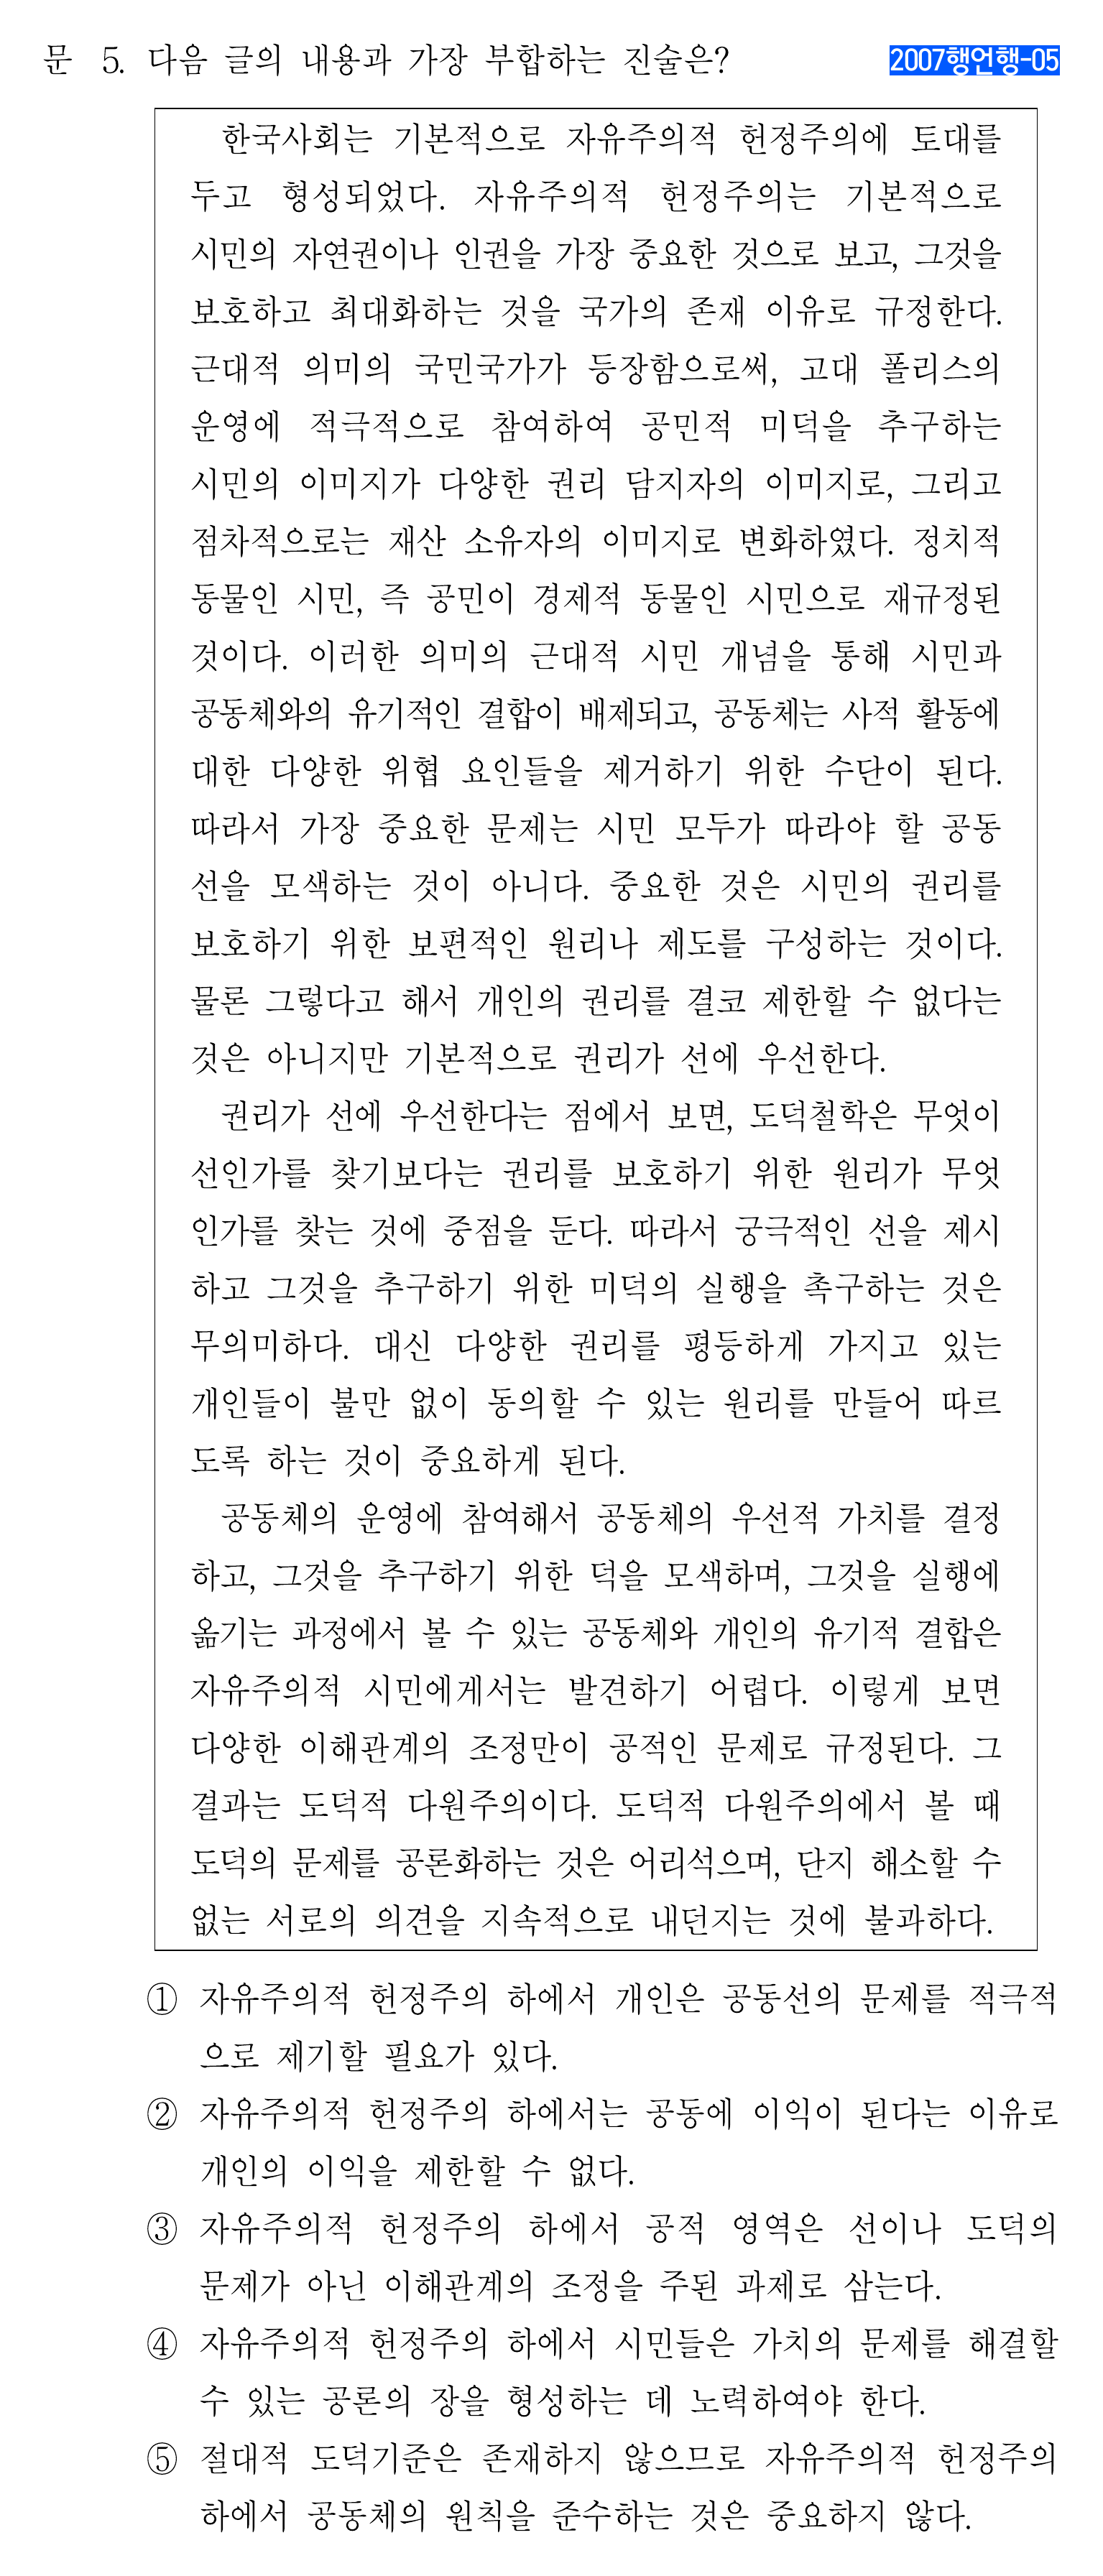 문 5. 다음 글의 내용과 가장 부합하는 진술은?
2007행언행-05
한국사회는 기본적으로 자유주의적 헌정주의에 토대를
두고 형성되었다. 자유주의적 헌정주의는 기본적으로
시민의 자연권이나 인권을 가장 중요한 것으로 보고, 그것을
보호하고 최대화하는 것을 국가의 존재 이유로 규정한다.
근대적 의미의 국민국가가 등장함으로써, 고대 폴리스의
운영에 적극적으로 참여하여 공민적 미덕을 추구하는
시민의 이미지가 다양한 권리 담지자의 이미지로, 그리고
점차적으로는 재산 소유자의 이미지로 변화하였다. 정치적
동물인 시민, 즉 공민이 경제적 동물인 시민으로 재규정된
것이다. 이러한 의미의 근대적 시민 개념을 통해 시민과
공동체와의 유기적인 결합이 배제되고, 공동체는 사적 활동에
대한 다양한 위협 요인들을 제거하기 위한 수단이 된다.
따라서 가장 중요한 문제는 시민 모두가 따라야 할 공동
선을 모색하는 것이 아니다. 중요한 것은 시민의 권리를
보호하기 위한 보편적인 원리나 제도를 구성하는 것이다.
물론 그렇다고 해서 개인의 권리를 결코 제한할 수 없다는
것은 아니지만 기본적으로 권리가 선에 우선한다.
권리가 선에 우선한다는 점에서 보면, 도덕철학은 무엇이
선인가를 찾기보다는 권리를 보호하기 위한 원리가 무엇
인가를 찾는 것에 중점을 둔다. 따라서 궁극적인 선을 제시
하고 그것을 추구하기 위한 미덕의 실행을 촉구하는 것은
무의미하다. 대신 다양한 권리를 평등하게 가지고 있는
개인들이 불만 없이 동의할 수 있는 원리를 만들어 따르
도록 하는 것이 중요하게 된다.
공동체의 운영에 참여해서 공동체의 우선적 가치를 결정
하고, 그것을 추구하기 위한 덕을 모색하며, 그것을 실행에
옮기는 과정에서 볼 수 있는 공동체와 개인의 유기적 결합은
자유주의적 시민에게서는 발견하기 어렵다. 이렇게 보면
다양한 이해관계의 조정만이 공적인 문제로 규정된다. 그
결과는 도덕적 다원주의이다. 도덕적 다원주의에서 볼 때
도덕의 문제를 공론화하는 것은 어리석으며, 단지 해소할 수
없는 서로의 의견을 지속적으로 내던지는 것에 불과하다.
① 자유주의적 헌정주의 하에서 개인은 공동선의 문제를 적극적
으로 제기할 필요가 있다.
② 자유주의적 헌정주의 하에서는 공동에 이익이 된다는 이유로
개인의 이익을 제한할 수 없다.
③ 자유주의적 헌정주의 하에서 공적 영역은 선이나 도덕의
문제가 아닌 이해관계의 조정을 주된 과제로 삼는다.
④ 자유주의적 헌정주의 하에서 시민들은 가치의 문제를 해결할
수 있는 공론의 장을 형성하는 데 노력하여야 한다.
⑤ 절대적 도덕기준은 존재하지 않으므로 자유주의적 헌정주의
하에서 공동체의 원칙을 준수하는 것은 중요하지 않다.